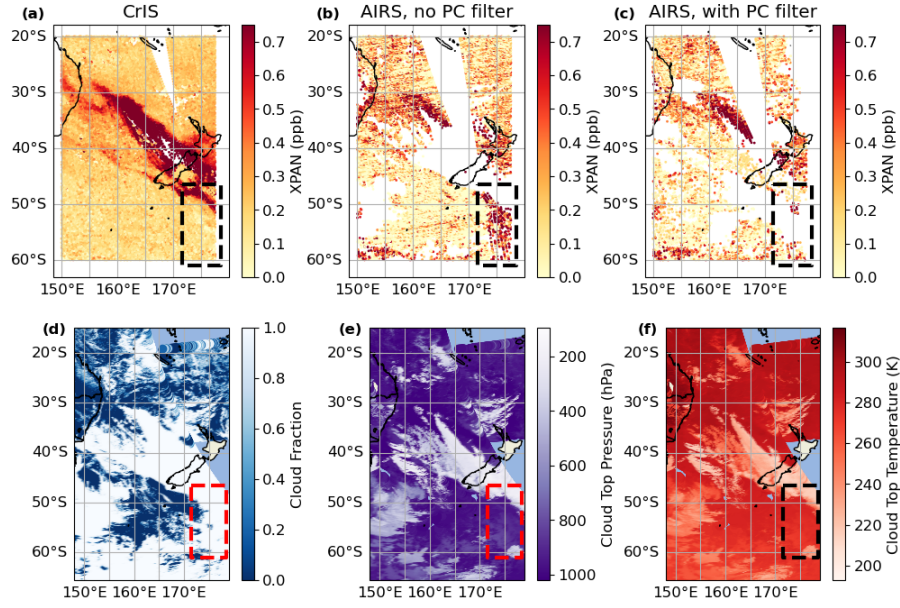 (a) CrIS
(b) AIRS, no PC filter
(c) AIRS, with PC filter
20°S
30°S
40°S
50°S
60°S
150°E 160°E 170°E
0.7
0.6
0.5
0.4
0.3
0.2
0.1
0.0
XPAN (ppb)
20°S
30°S
40°S
50°S
60°S
150°E 160°E 170°E
0.7
0.6
0.5
0.4
0.3
0.2
0.1
0.0
XPAN (ppb)
20°S
30°S
40°S
50°S
60°S
150°E 160°E 170°E
0.7
0.6
0.5
0.4
0.3
0.2
0.1
0.0
XPAN (ppb)
(d)
20°S
30°S
40°S
50°S
60°S
150°E 160°E 170°E
1.0
0.8
0.6
0.4
0.2
0.0
Cloud Fraction
(e)
20°S
30°S
40°S
50°S
60°S
150°E 160°E 170°E
200
400
600
800
1000
Cloud Top Pressure (hPa)
(f)
20°S
30°S
40°S
50°S
60°S
150°E 160°E 170°E
300
280
260
240
220
200
Cloud Top Temperature (K)